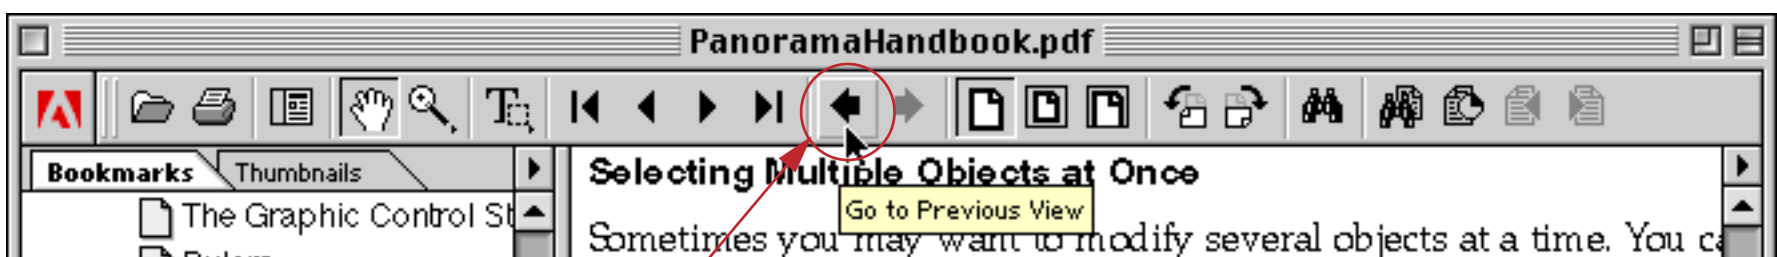 PanoramaHandbook.pdf
Bookmarks
Thumbnails
Selecting Multiple Objects at Once
Go to Previous View
The Graphic Control St
Sometimes you may want to modify several objects at a time. You ca